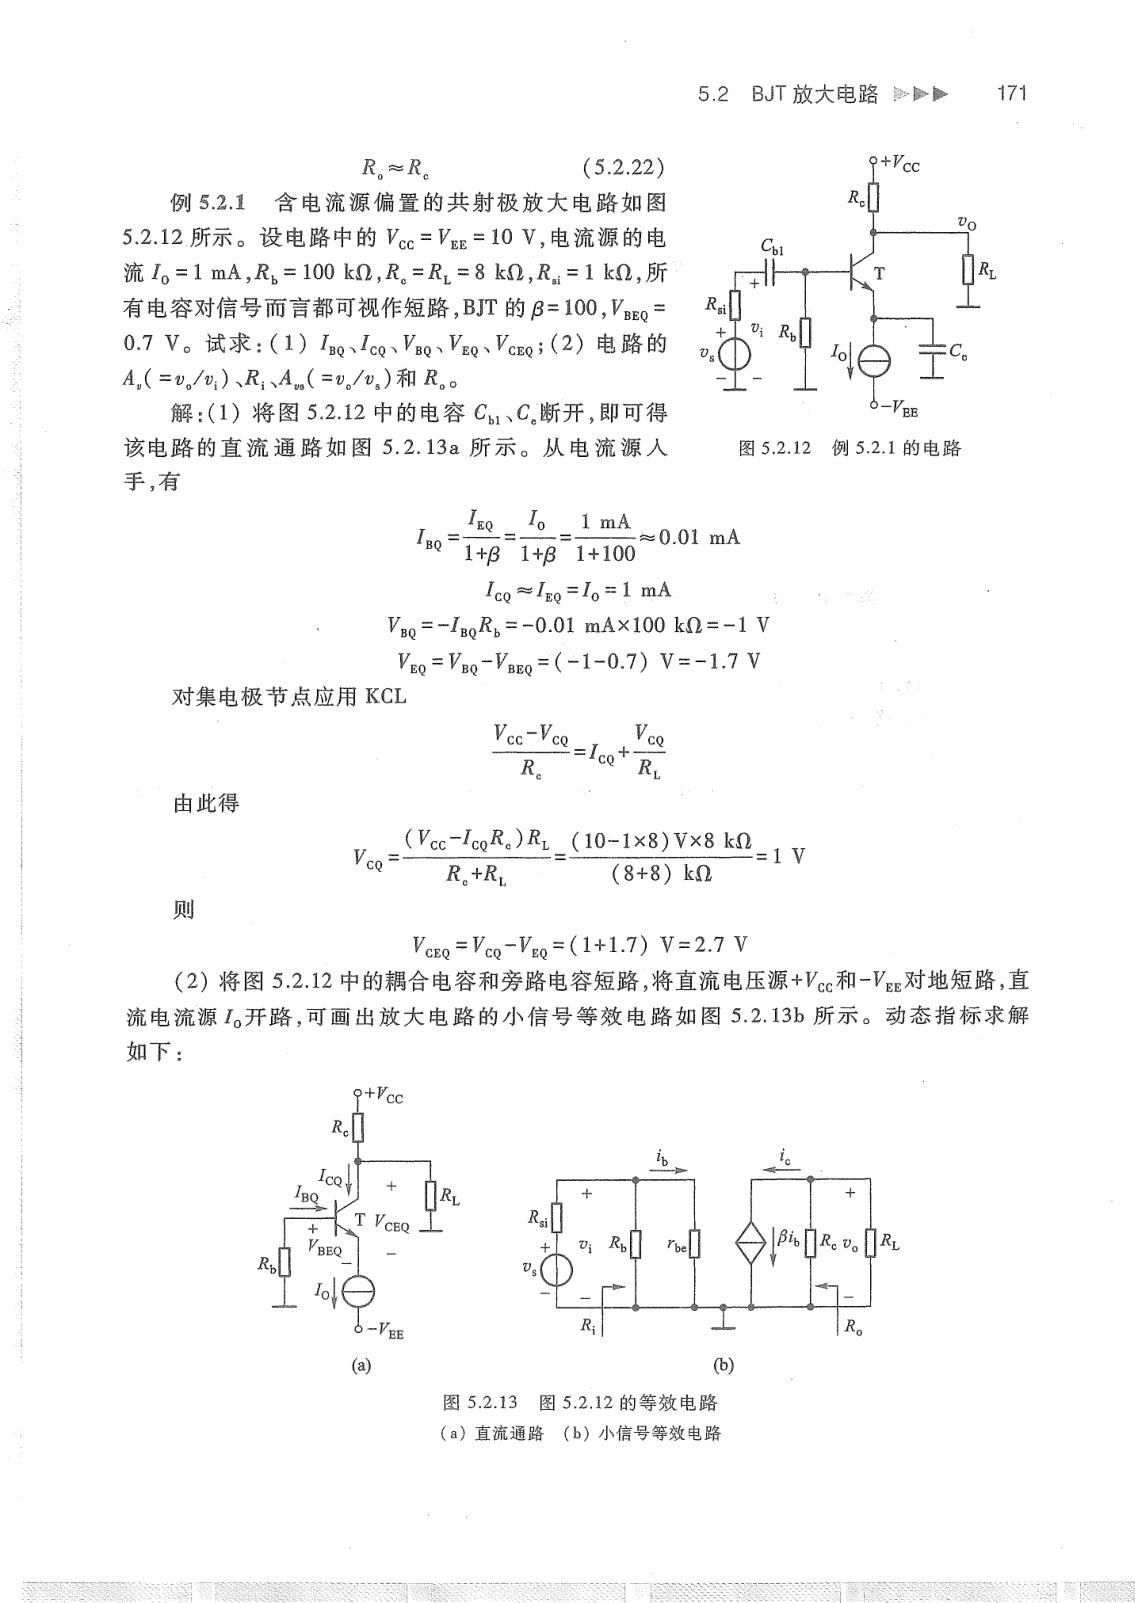 5.2 BJT 放大电路 171
R_o≈R_c (5.2.22)
例 5.2.1 含电流源偏置的共射极放大电路如图
5.2.12 所示。设电路中的 V_CC=V_EE=10 V,电流源的电
流 I_O=1 mA,R_b=100 kΩ,R_c=R_L=8 kΩ,R_si=1 kΩ,所
有电容对信号而言都可视作短路,BJT 的 β=100,V_BEQ=
0.7 V。试求:(1) I_BQ、I_CQ、V_BQ、V_EQ、V_CEQ;(2) 电路的
A_v(=v_o/v_i)、R_i、A_vs(=v_o/v_s)和 R_o。
解:(1) 将图 5.2.12 中的电容 C_b1、C_e断开,即可得
该电路的直流通路如图 5.2.13a 所示。从电流源入
手,有
+V_CC
R_c
v_O
C_b1
T
R_L
+
R_si
+
v_i
R_b
v_s
I_O
C_e
-
-
-V_EE
图 5.2.12 例 5.2.1 的电路
I_BQ=I_EQ/(1+β)=I_O/(1+β)=1 mA/(1+100)≈0.01 mA
I_CQ≈I_EQ=I_O=1 mA
V_BQ=-I_BQR_b=-0.01 mA×100 kΩ=-1 V
V_EQ=V_BQ-V_BEQ=(-1-0.7) V=-1.7 V
对集电极节点应用 KCL
(V_CC-V_CQ)/R_c=I_CQ+V_CQ/R_L
由此得
V_CQ=(V_CC-I_CQR_c)R_L/(R_c+R_L)=(10-1×8)V×8 kΩ/(8+8) kΩ=1 V
则
V_CEQ=V_CQ-V_EQ=(1+1.7) V=2.7 V
(2) 将图 5.2.12 中的耦合电容和旁路电容短路,将直流电压源+V_CC和-V_EE对地短路,直
流电流源 I_O开路,可画出放大电路的小信号等效电路如图 5.2.13b 所示。动态指标求解
如下:
+V_CC
R_c
I_CQ
I_BQ
+
R_L
T
V_CEQ
+
V_BEQ
-
-
R_b
I_O
-V_EE
(a)
i_b
i_c
+
+
R_si
v_i
R_b
r_be
βi_b
R_c
v_o
R_L
+
v_s
-
-
-
R_i
R_o
(b)
图 5.2.13 图 5.2.12 的等效电路
(a) 直流通路 (b) 小信号等效电路